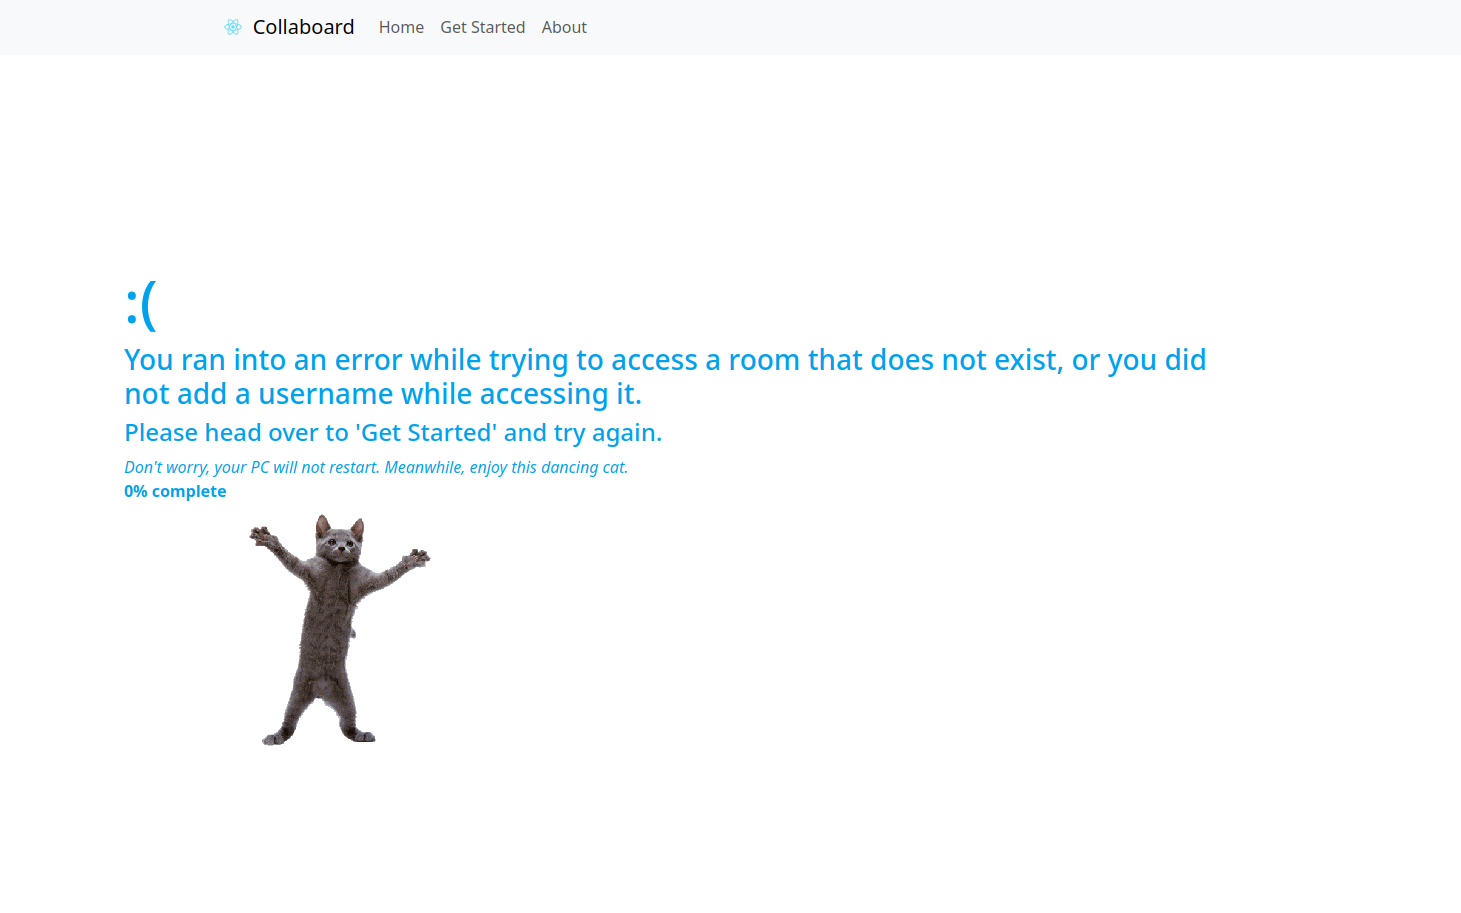 Collaboard Home Get Started About
:(
You ran into an error while trying to access a room that does not exist, or you did
not add a username while accessing it.
Please head over to 'Get Started' and try again.
Don't worry, your PC will not restart. Meanwhile, enjoy this dancing cat.
0% complete